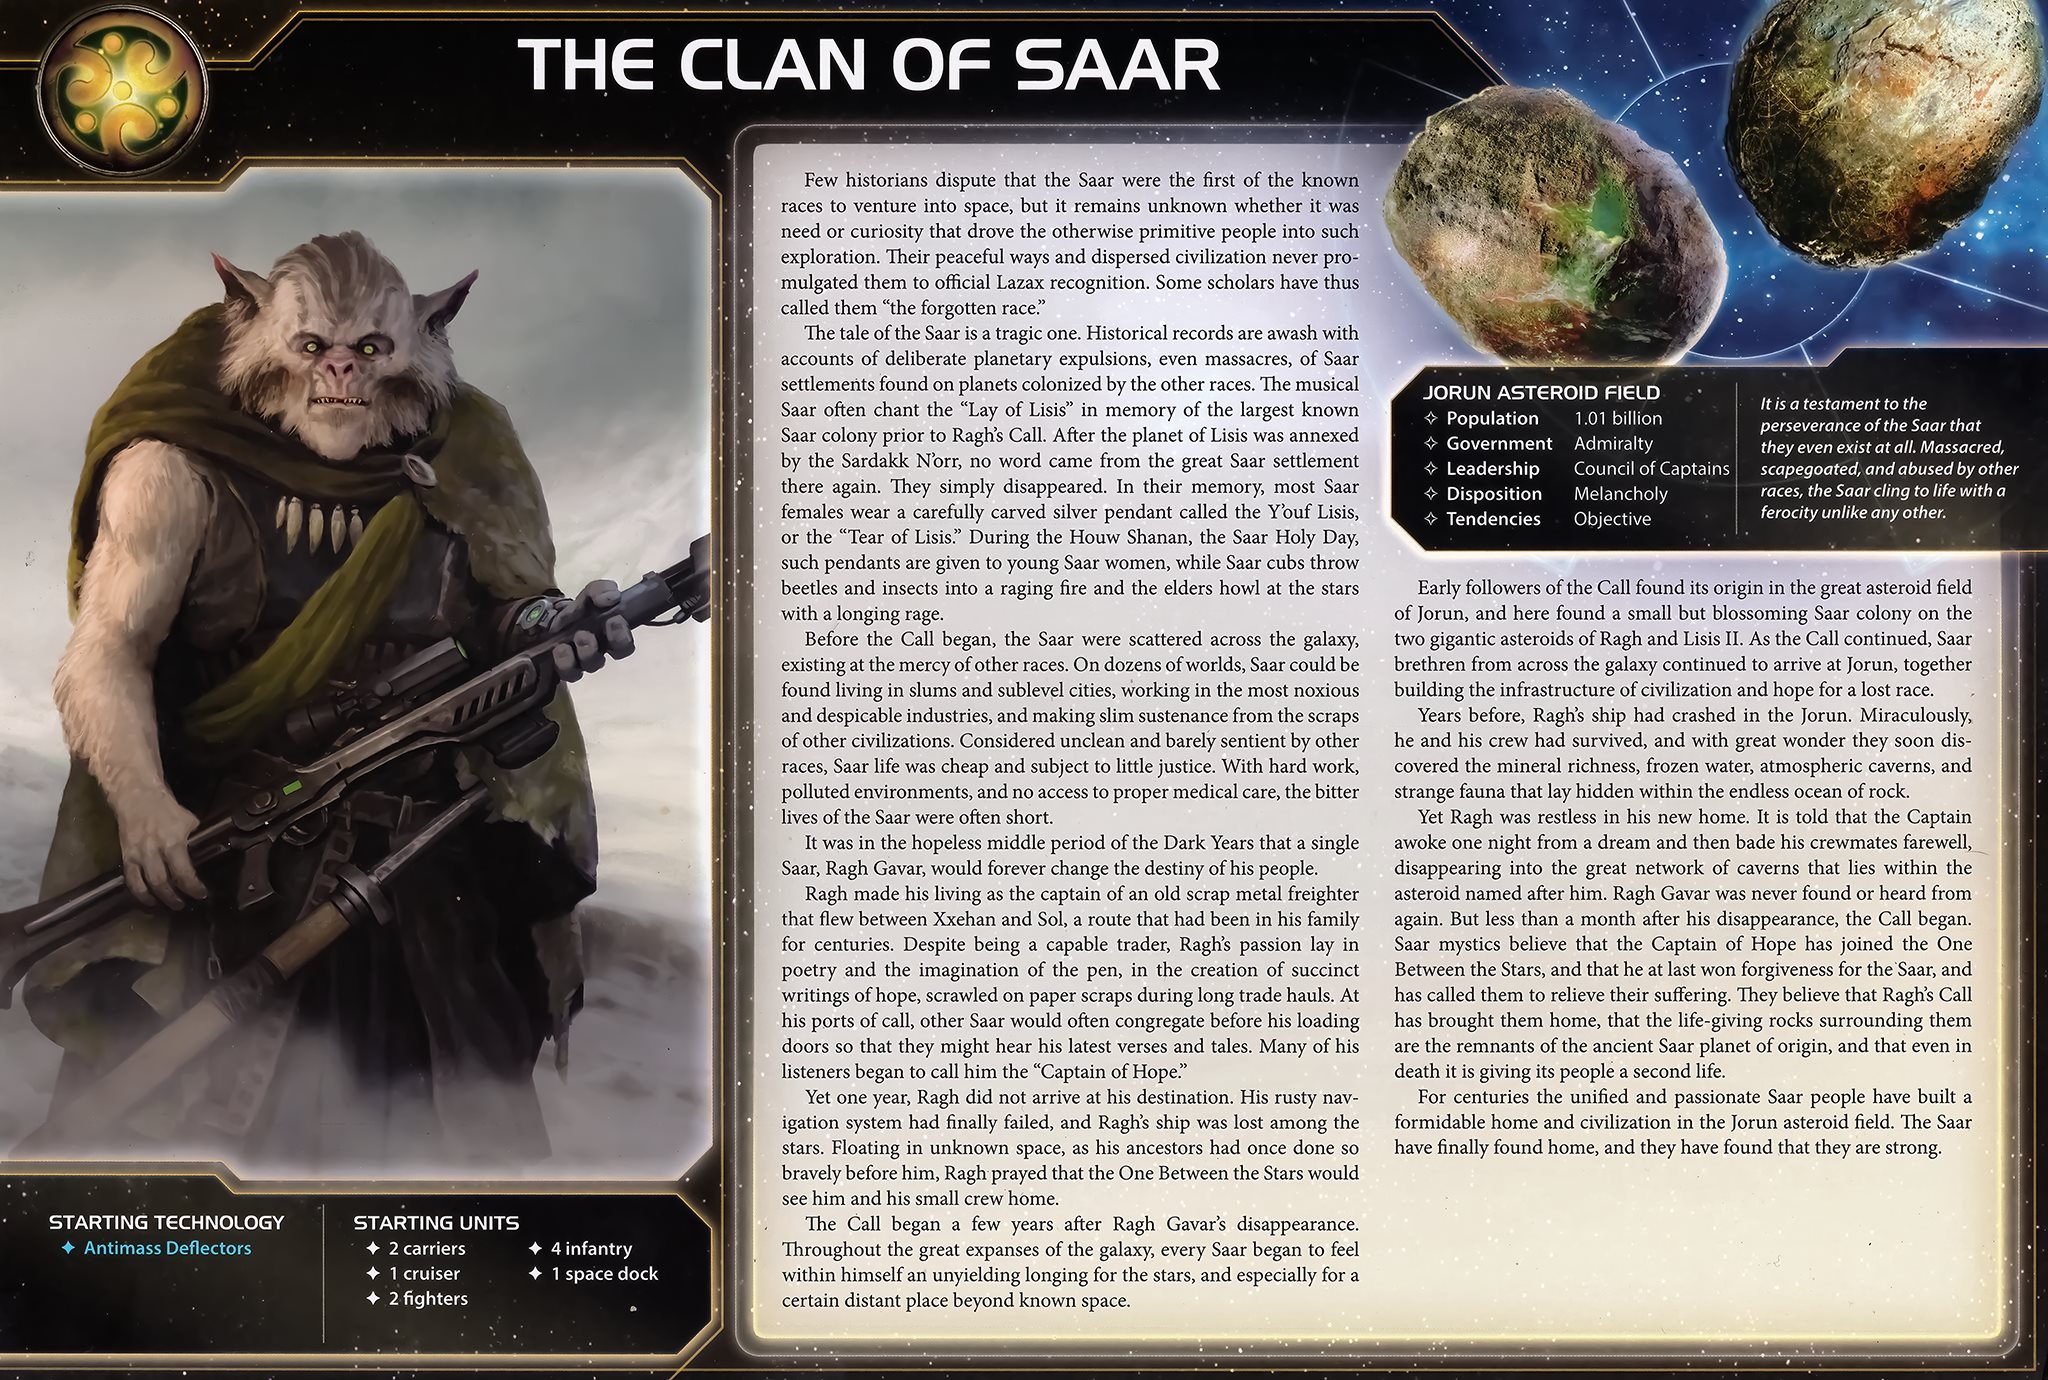 THE CLAN OF SAAR
Few historians dispute that the Saar were the first of the known
races to venture into space, but it remains unknown whether it was
need or curiosity that drove the otherwise primitive people into such
exploration. Their peaceful ways and dispersed civilization never pro-
mulgated them to official Lazax recognition. Some scholars have thus
called them “the forgotten race.”
The tale of the Saar is a tragic one. Historical records are awash with
accounts of deliberate planetary expulsions, even massacres, of Saar
settlements found on planets colonized by the other races. The musical
Saar often chant the “Lay of Lisis” in memory of the largest known
Saar colony prior to Ragh’s Call. After the planet of Lisis was annexed
by the Sardakk N’orr, no word came from the great Saar settlement
there again. They simply disappeared. In their memory, most Saar
females wear a carefully carved silver pendant called the Y’ouf Lisis,
or the “Tear of Lisis.” During the Houw Shanan, the Saar Holy Day,
such pendants are given to young Saar women, while Saar cubs throw
beetles and insects into a raging fire and the elders howl at the stars
with a longing rage.
Before the Call began, the Saar were scattered across the galaxy,
existing at the mercy of other races. On dozens of worlds, Saar could be
found living in slums and sublevel cities, working in the most noxious
and despicable industries, and making slim sustenance from the scraps
of other civilizations. Considered unclean and barely sentient by other
races, Saar life was cheap and subject to little justice. With hard work,
polluted environments, and no access to proper medical care, the bitter
lives of the Saar were often short.
It was in the hopeless middle period of the Dark Years that a single
Saar, Ragh Gavar, would forever change the destiny of his people.
Ragh made his living as the captain of an old scrap metal freighter
that flew between Xxehan and Sol, a route that had been in his family
for centuries. Despite being a capable trader, Ragh’s passion lay in
poetry and the imagination of the pen, in the creation of succinct
writings of hope, scrawled on paper scraps during long trade hauls. At
his ports of call, other Saar would often congregate before his loading
doors so that they might hear his latest verses and tales. Many of his
listeners began to call him the “Captain of Hope.”
Yet one year, Ragh did not arrive at his destination. His rusty nav-
igation system had finally failed, and Ragh’s ship was lost among the
stars. Floating in unknown space, as his ancestors had once done so
bravely before him, Ragh prayed that the One Between the Stars would
see him and his small crew home.
The Call began a few years after Ragh Gavar’s disappearance.
Throughout the great expanses of the galaxy, every Saar began to feel
within himself an unyielding longing for the stars, and especially for a
certain distant place beyond known space.
JORUN ASTEROID FIELD
Population 1.01 billion
Government Admiralty
Leadership Council of Captains
Disposition Melancholy
Tendencies Objective
It is a testament to the
perseverance of the Saar that
they even exist at all. Massacred,
scapegoated, and abused by other
races, the Saar cling to life with a
ferocity unlike any other.
Early followers of the Call found its origin in the great asteroid field
of Jorun, and here found a small but blossoming Saar colony on the
two gigantic asteroids of Ragh and Lisis II. As the Call continued, Saar
brethren from across the galaxy continued to arrive at Jorun, together
building the infrastructure of civilization and hope for a lost race.
Years before, Ragh’s ship had crashed in the Jorun. Miraculously,
he and his crew had survived, and with great wonder they soon dis-
covered the mineral richness, frozen water, atmospheric caverns, and
strange fauna that lay hidden within the endless ocean of rock.
Yet Ragh was restless in his new home. It is told that the Captain
awoke one night from a dream and then bade his crewmates farewell,
disappearing into the great network of caverns that lies within the
asteroid named after him. Ragh Gavar was never found or heard from
again. But less than a month after his disappearance, the Call began.
Saar mystics believe that the Captain of Hope has joined the One
Between the Stars, and that he at last won forgiveness for the Saar, and
has called them to relieve their suffering. They believe that Ragh’s Call
has brought them home, that the life-giving rocks surrounding them
are the remnants of the ancient Saar planet of origin, and that even in
death it is giving its people a second life.
For centuries the unified and passionate Saar people have built a
formidable home and civilization in the Jorun asteroid field. The Saar
have finally found home, and they have found that they are strong.
STARTING TECHNOLOGY
Antimass Deflectors
STARTING UNITS
2 carriers
1 cruiser
2 fighters
4 infantry
1 space dock